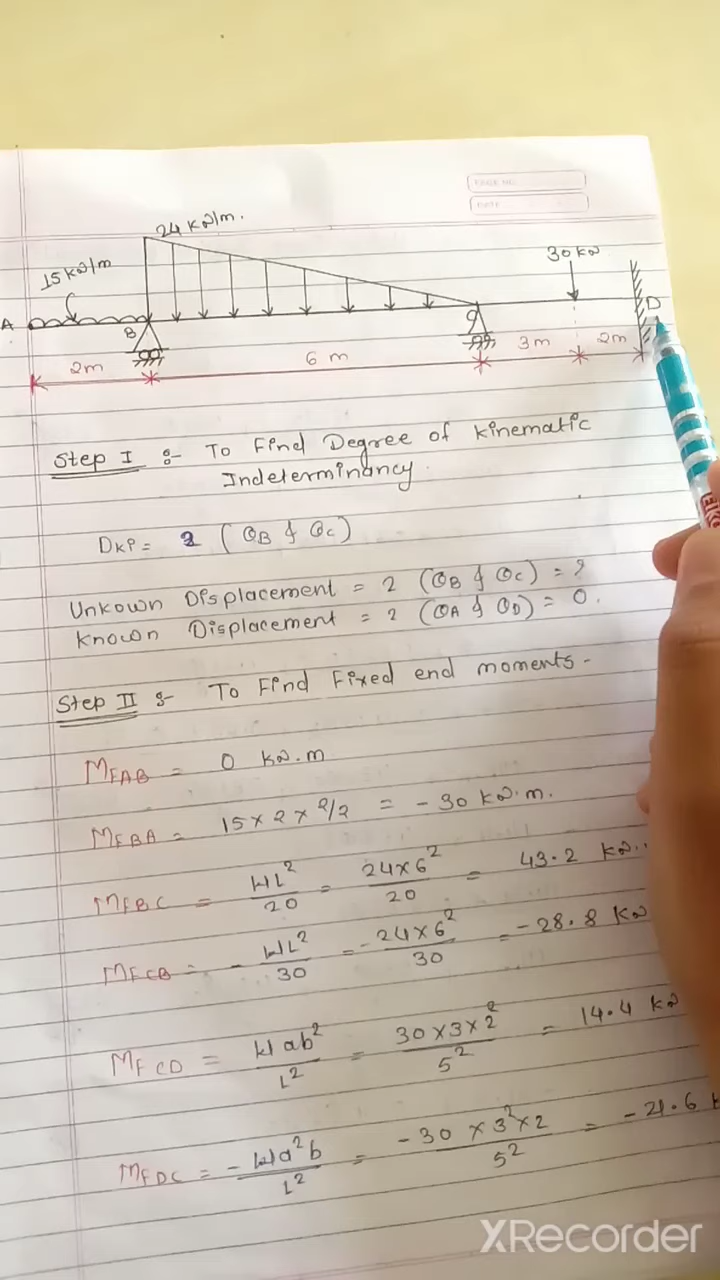 PAGE NO.
DATE
24 kN/m.
15 kN/m
30 kN
A
B
C
D
2m
6 m
3m
2m
Step I :- To Find Degree of Kinematic
Indeterminancy.
DKP = 2 (θB & θC)
Unkown Displacement = 2 (θB & θC) = ?
Known Displacement = 2 (θA & θD) = 0.
Step II :- To Find Fixed end moments -
MFAB = 0 kN.m
MFBA = 15 × 2 × 2/2 = -30 kN.m.
MFBC = WL²/20 = 24×6²/20 = 43.2 kN..
MFCB = - WL²/30 = -24×6²/30 = -28.8 kN
MFCD = Wab²/L² = 30×3×2²/5² = 14.4 kN
MFDC = - Wa²b/L² = -30 × 3² × 2/5² = -21.6 k
XRecorder